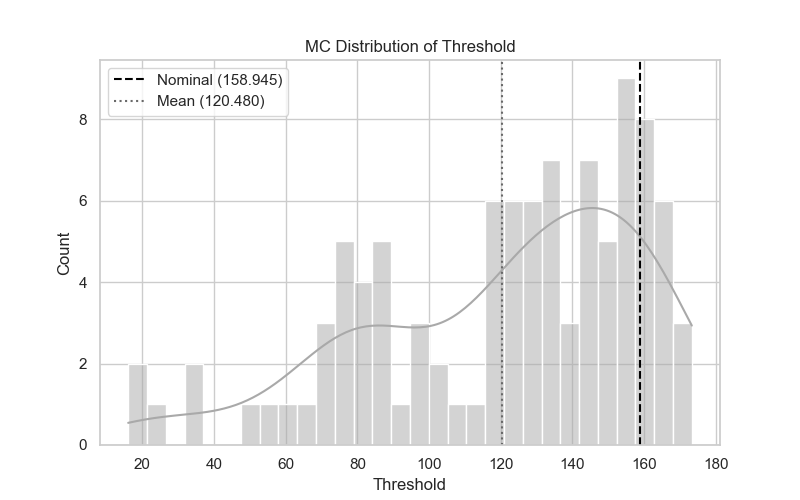 MC Distribution of Threshold
Nominal (158.945)
Mean (120.480)
Count
8
6
4
2
0
20 40 60 80 100 120 140 160 180
Threshold